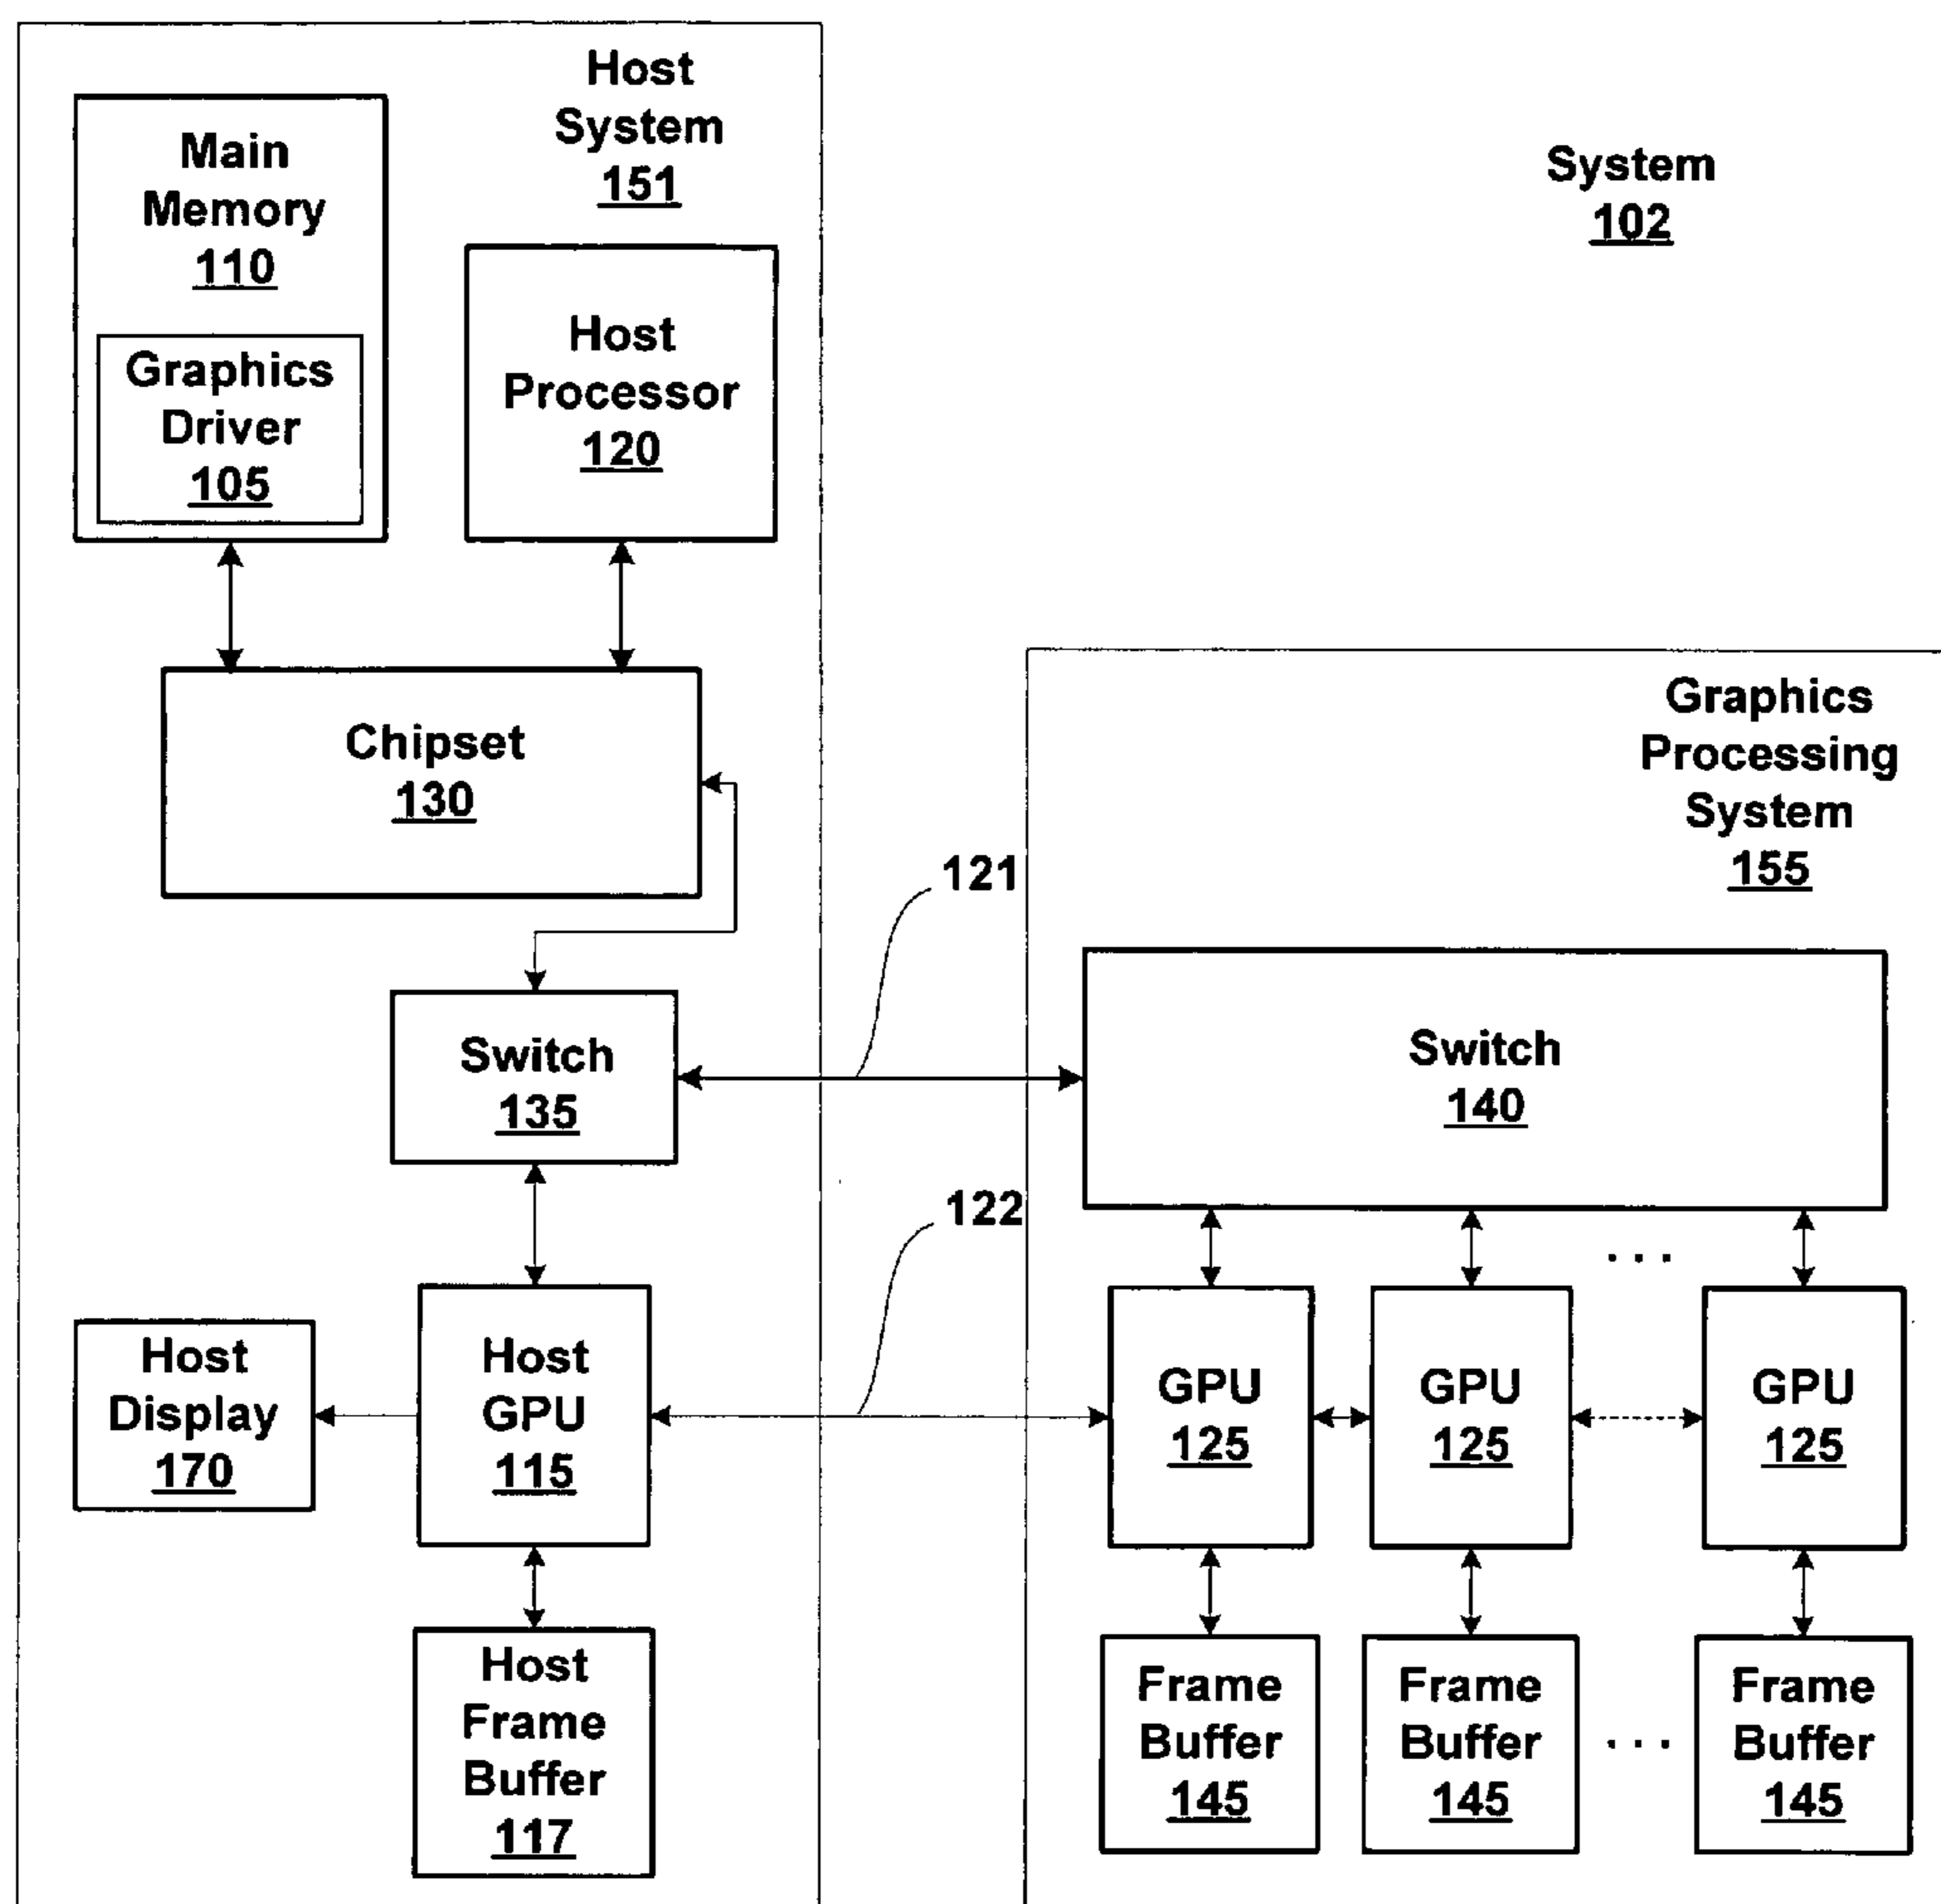 Host
System
151
Main
Memory
110
Graphics
Driver
105
Host
Processor
120
System
102
Chipset
130
Graphics
Processing
System
155
121
Switch
135
Switch
140
122
Host
Display
170
Host
GPU
115
GPU
125
GPU
125
GPU
125
. . .
Host
Frame
Buffer
117
Frame
Buffer
145
Frame
Buffer
145
. . .
Frame
Buffer
145